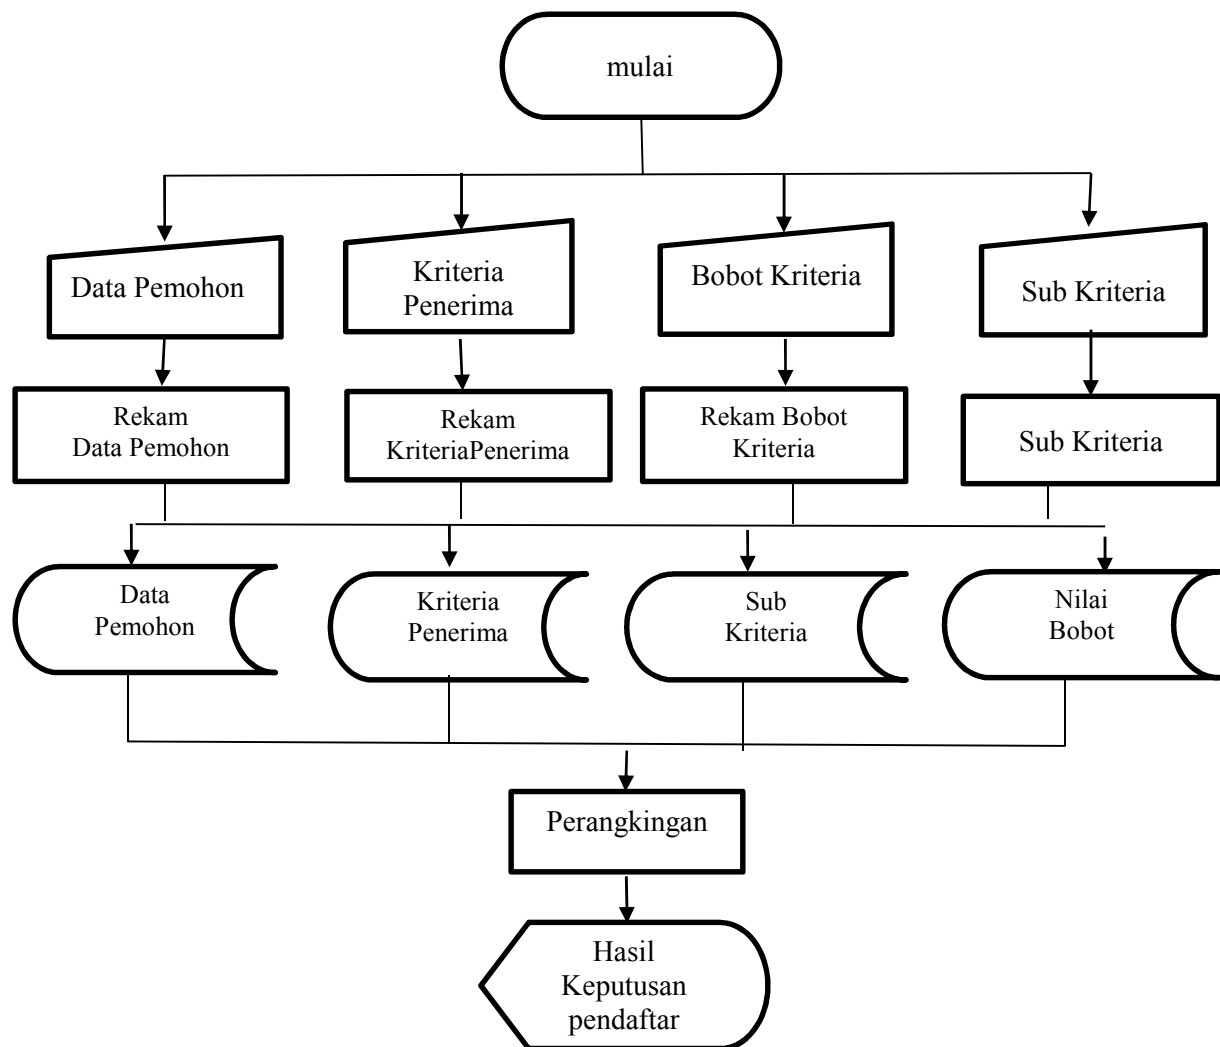 mulai
Data Pemohon
Kriteria
Penerima
Bobot Kriteria
Sub Kriteria
Rekam
Data Pemohon
Rekam
KriteriaPenerima
Rekam Bobot
Kriteria
Sub Kriteria
Data
Pemohon
Kriteria
Penerima
Sub
Kriteria
Nilai
Bobot
Perangkingan
Hasil
Keputusan
pendaftar